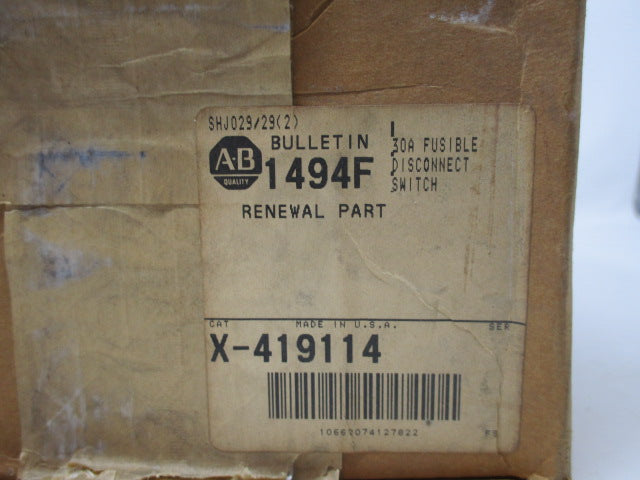 SHJ029/29(2)
A-B
QUALITY
BULLETIN
1494F
30A FUSIBLE
DISCONNECT
SWITCH
RENEWAL PART
CAT
MADE IN U.S.A.
SER
X-419114
10662074127822